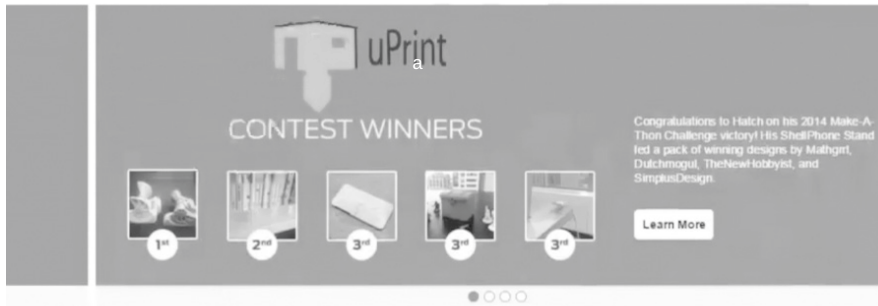 uPrint
a
CONTEST WINNERS
Congratulations to Hatch on his 2014 Make-A-
Thon Challenge victory! His ShellPhone Stand
led a pack of winning designs by Mathgirl,
Dutchmogul, TheNewHobbyist, and
SimplusDesign.
1st
2nd
3rd
3rd
3rd
Learn More